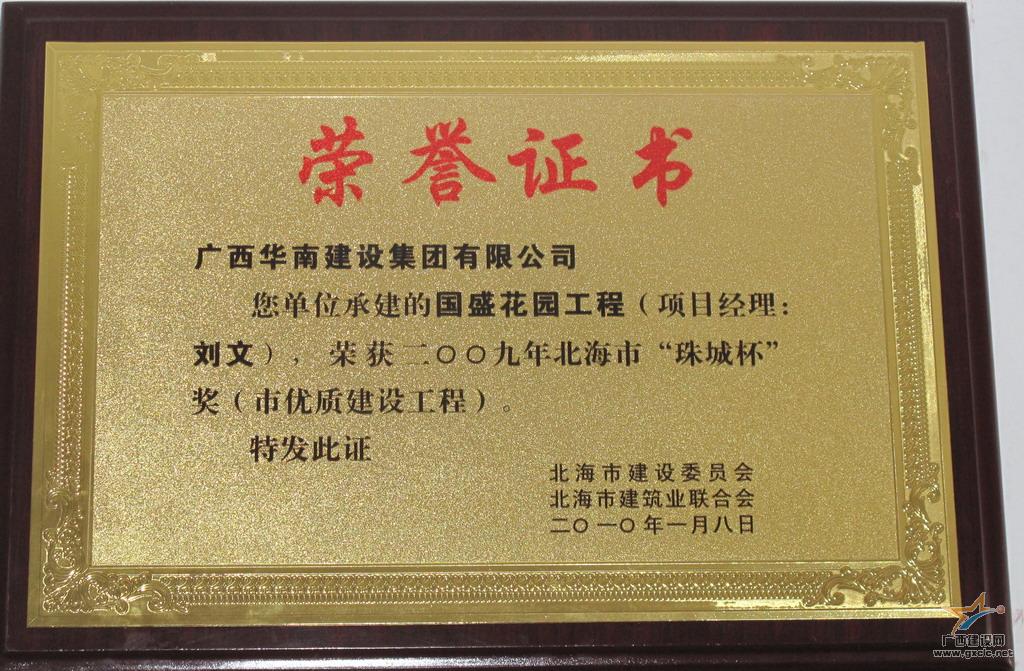 荣誉证书
广西华南建设集团有限公司
您单位承建的国盛花园工程（项目经理：
刘文），荣获二〇〇九年北海市“珠城杯”
奖（市优质建设工程）。
特发此证
北海市建设委员会
北海市建筑业联合会
二〇一〇年一月八日
广西建设网
www.gxcic.net